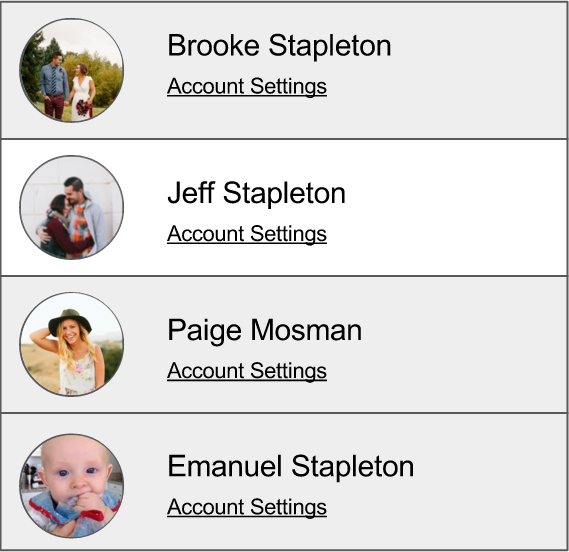 Brooke Stapleton
Account Settings
Jeff Stapleton
Account Settings
Paige Mosman
Account Settings
Emanuel Stapleton
Account Settings